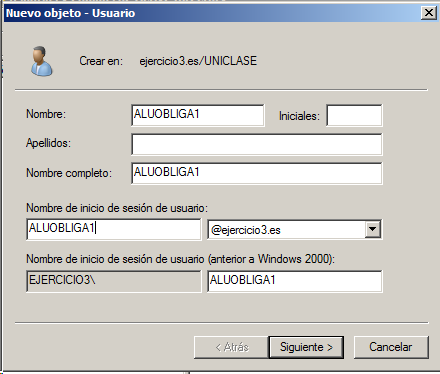 Nuevo objeto - Usuario
Crear en: ejercicio3.es/UNICLASE
Nombre: ALUOBLIGA1 Iniciales:
Apellidos:
Nombre completo: ALUOBLIGA1
Nombre de inicio de sesión de usuario:
ALUOBLIGA1 @ejercicio3.es
Nombre de inicio de sesión de usuario (anterior a Windows 2000):
EJERCICIO3\ ALUOBLIGA1
< Atrás Siguiente > Cancelar